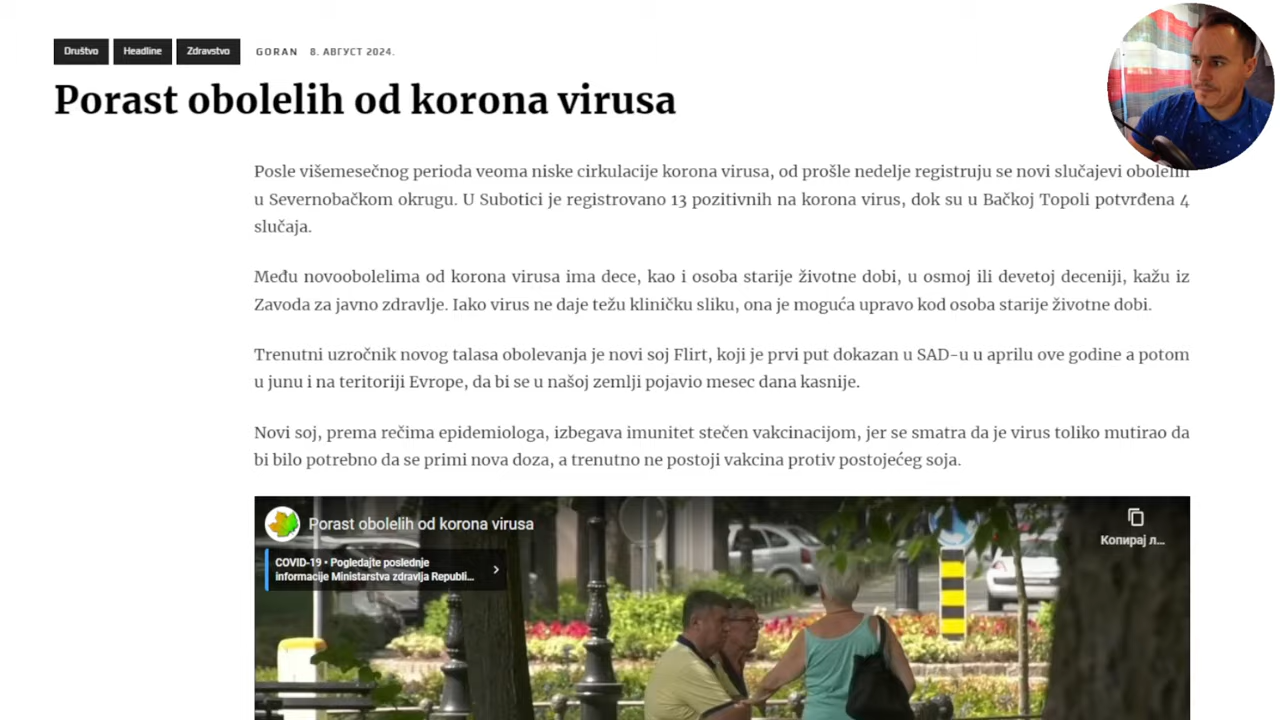 Društvo Headline Zdravstvo GORAN 8. АВГУСТ 2024.
Porast obolelih od korona virusa
Posle višemesečnog perioda veoma niske cirkulacije korona virusa, od prošle nedelje registruju se novi slučajevi obolelih
u Severnobačkom okrugu. U Subotici je registrovano 13 pozitivnih na korona virus, dok su u Bačkoj Topoli potvrđena 4
slučaja.
Među novoobolelima od korona virusa ima dece, kao i osoba starije životne dobi, u osmoj ili devetoj deceniji, kažu iz
Zavoda za javno zdravlje. Iako virus ne daje težu kliničku sliku, ona je moguća upravo kod osoba starije životne dobi.
Trenutni uzročnik novog talasa obolevanja je novi soj Flirt, koji je prvi put dokazan u SAD-u u aprilu ove godine a potom
u junu i na teritoriji Evrope, da bi se u našoj zemlji pojavio mesec dana kasnije.
Novi soj, prema rečima epidemiologa, izbegava imunitet stečen vakcinacijom, jer se smatra da je virus toliko mutirao da
bi bilo potrebno da se primi nova doza, a trenutno ne postoji vakcina protiv postojećeg soja.
Porast obolelih od korona virusa
Копирај л...
COVID-19 • Pogledajte poslednje
informacije Ministarstva zdravlja Republi...